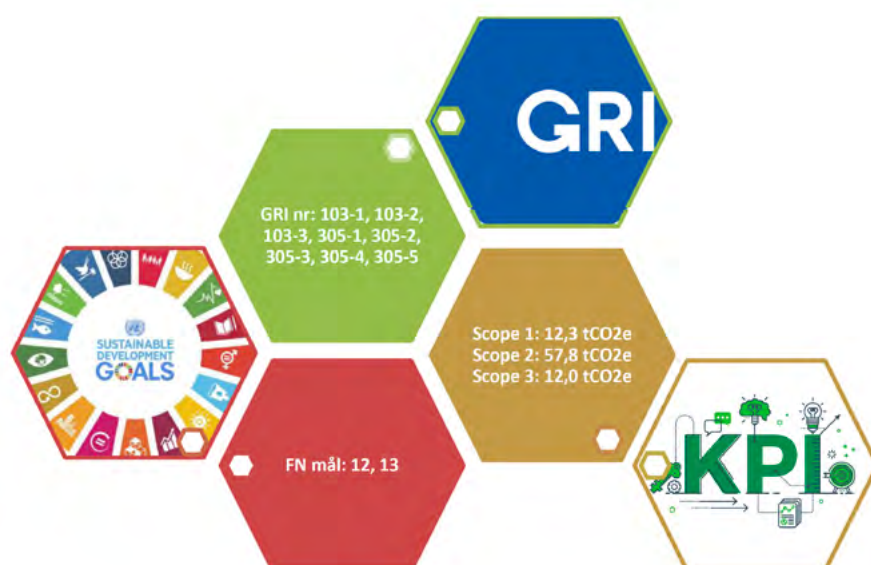 GRI
GRI nr: 103-1, 103-2,
103-3, 305-1, 305-2,
305-3, 305-4, 305-5
SUSTAINABLE
DEVELOPMENT
GOALS
Scope 1: 12,3 tCO2e
Scope 2: 57,8 tCO2e
Scope 3: 12,0 tCO2e
FN mål: 12, 13
KPI